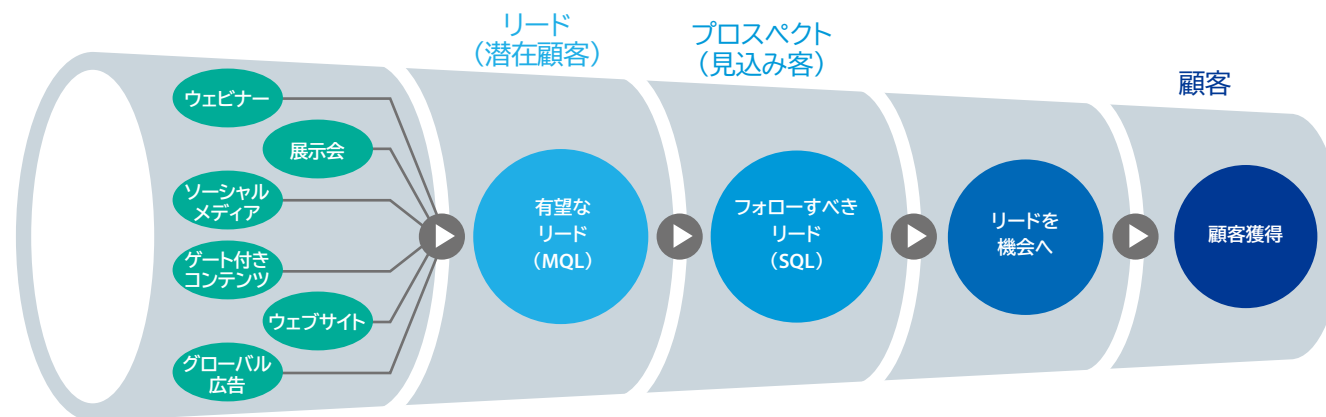 リード
（潜在顧客）
プロスペクト
（見込み客）
顧客
ウェビナー
展示会
ソーシャル
メディア
ゲート付き
コンテンツ
ウェブサイト
グローバル
広告
有望な
リード
（MQL）
フォローすべき
リード
（SQL）
リードを
機会へ
顧客獲得